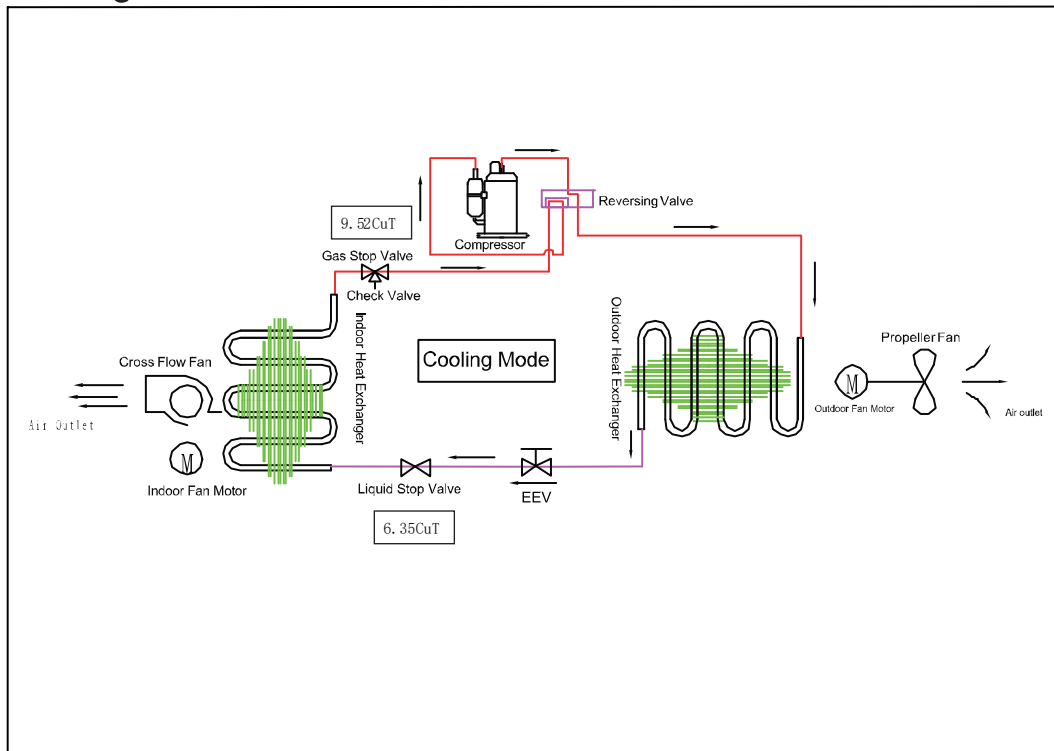 Reversing Valve
9.52CuT
Compressor
Gas Stop Valve
Check Valve
Indoor Heat Exchanger
Outdoor Heat Exchanger
Cooling Mode
Cross Flow Fan
Propeller Fan
M
Outdoor Fan Motor
Air outlet
Air Outlet
M
Indoor Fan Motor
Liquid Stop Valve
EEV
6.35CuT